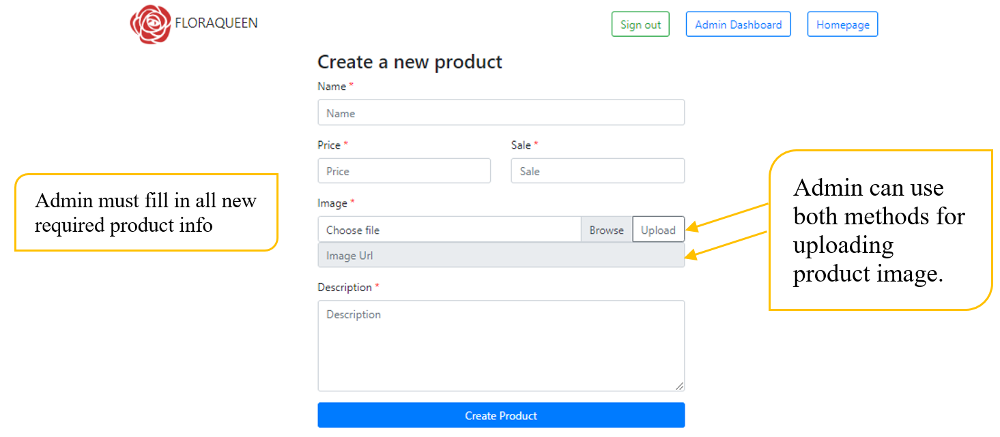 FLORAQUEEN
Sign out
Admin Dashboard
Homepage
Create a new product
Name *
Name
Price *
Sale *
Price
Sale
Image *
Choose file
Browse
Upload
Image Url
Description *
Description
Create Product
Admin must fill in all new
required product info
Admin can use
both methods for
uploading
product image.